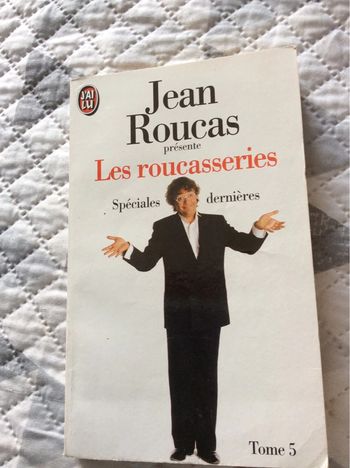 J'AI
LU
Jean
Roucas
présente
Les roucasseries
Spéciales dernières
Tome 5